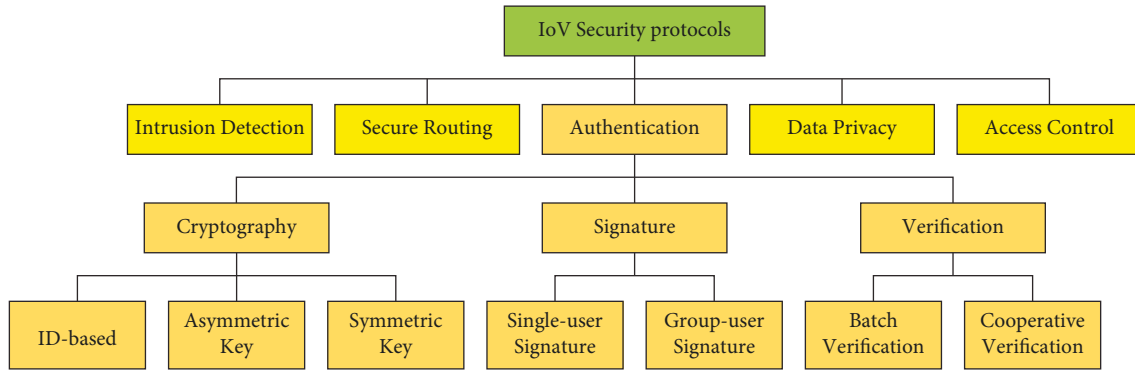 IoV Security protocols
Intrusion Detection
Secure Routing
Authentication
Data Privacy
Access Control
Cryptography
Signature
Verification
ID-based
Asymmetric
Key
Symmetric
Key
Single-user
Signature
Group-user
Signature
Batch
Verification
Cooperative
Verification